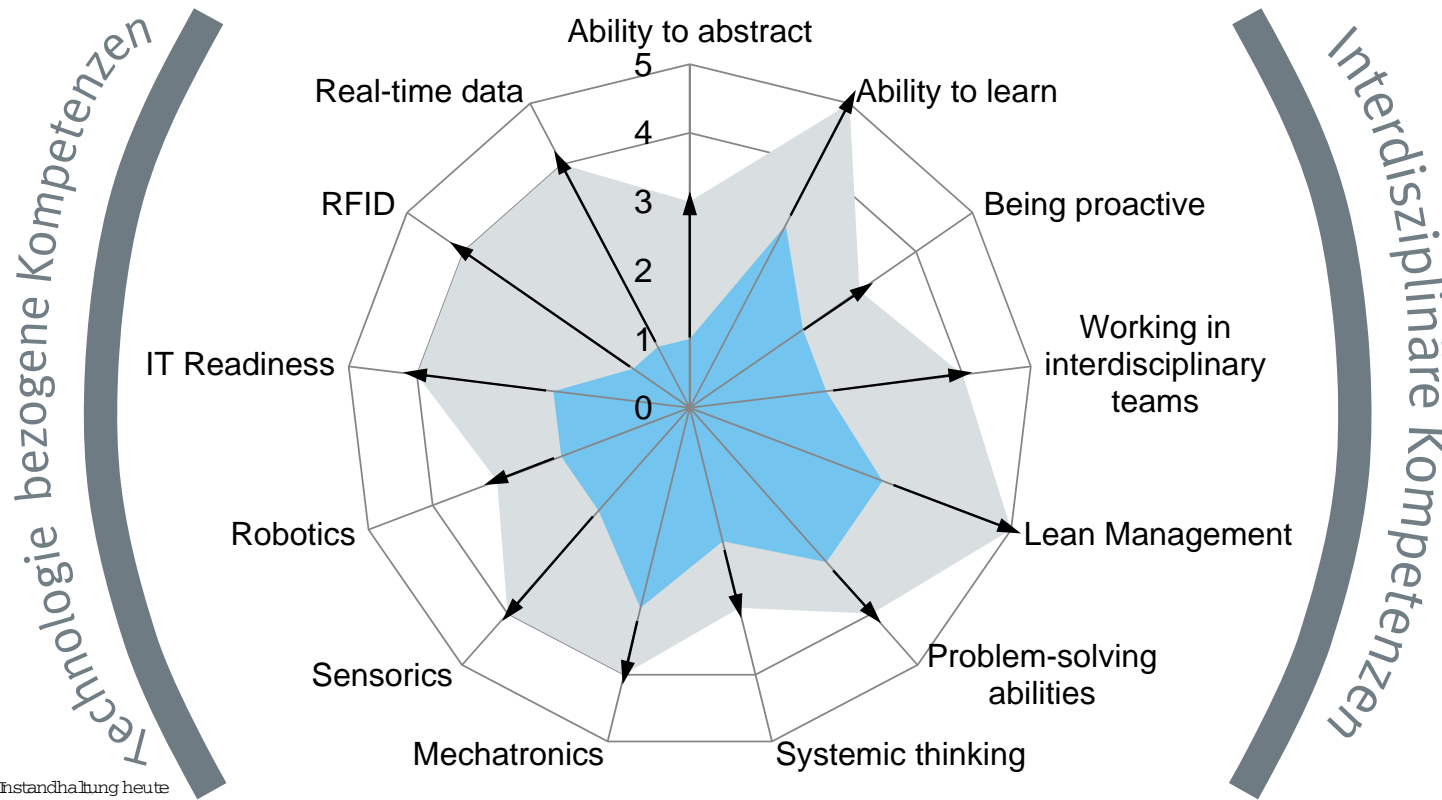 Technologie bezogene Kompetenzen
Interdisziplinäre Kompetenzen
Ability to abstract
Ability to learn
Being proactive
Working in
interdisciplinary
teams
Lean Management
Problem-solving
abilities
Systemic thinking
Mechatronics
Sensorics
Robotics
IT Readiness
RFID
Real-time data
5
4
3
2
1
0
Instandhaltung heute